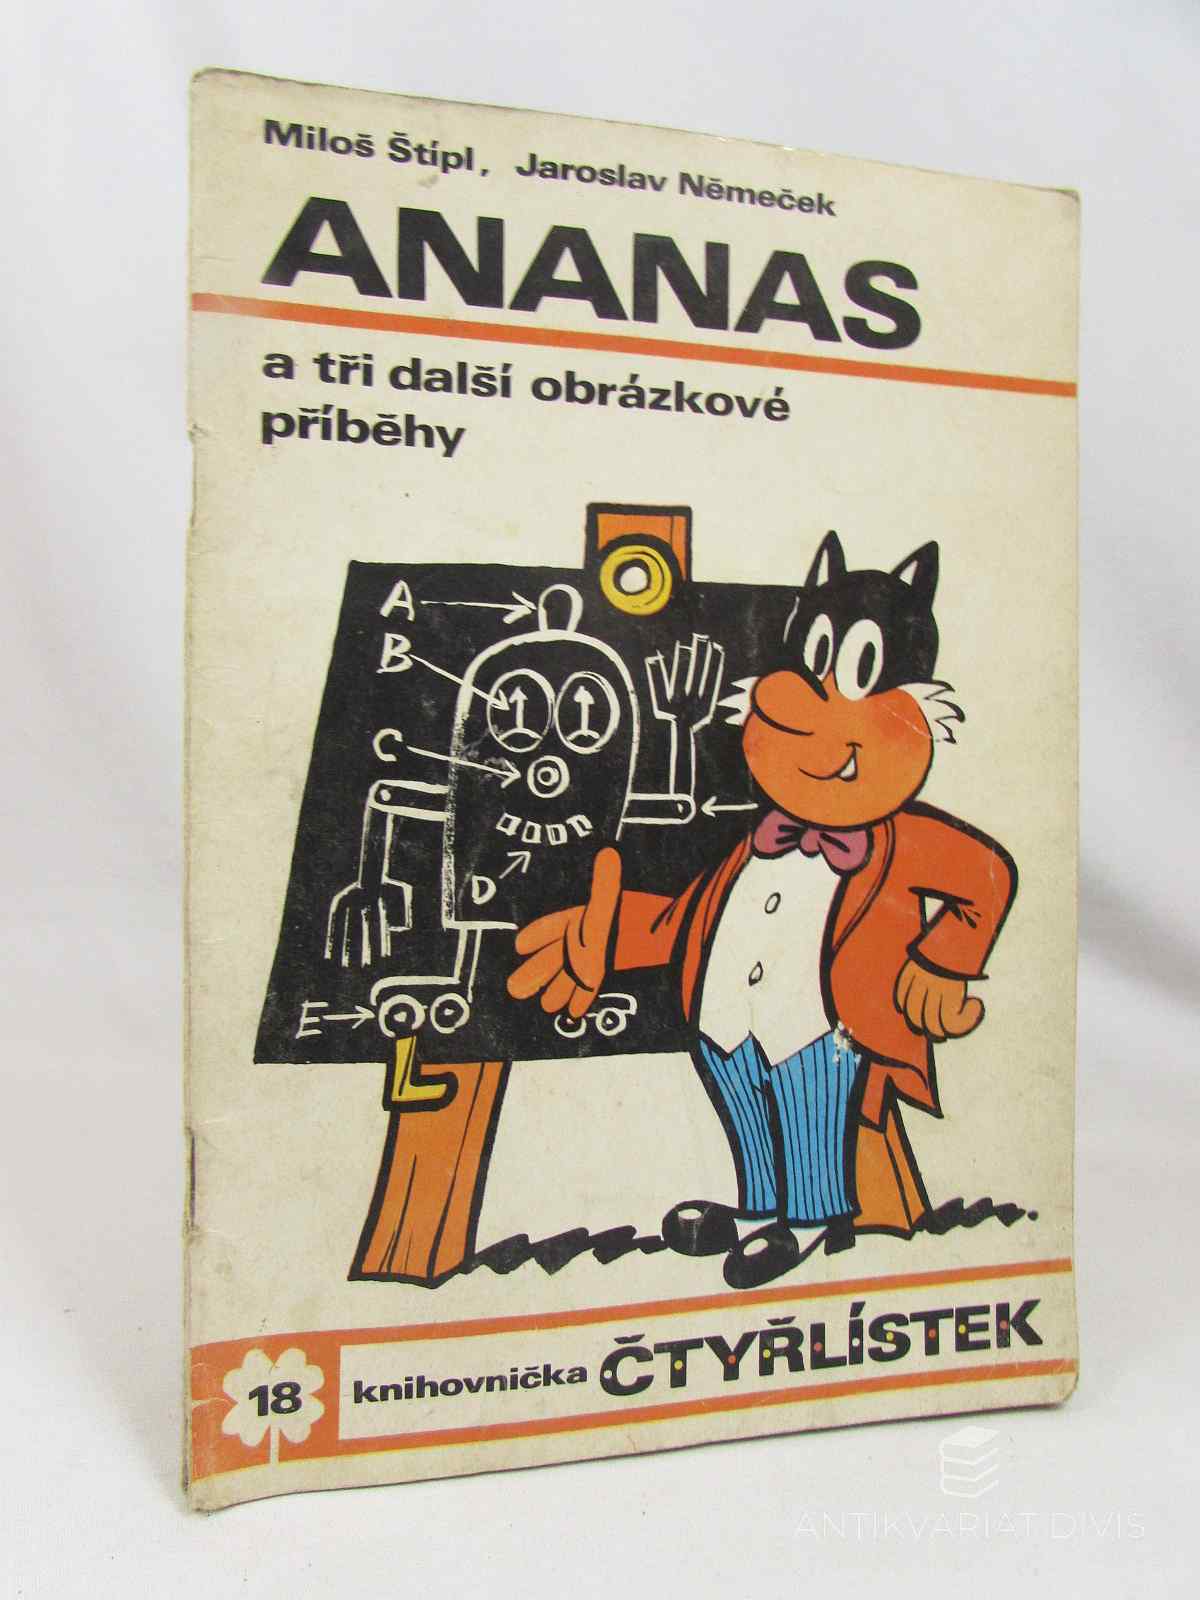 Miloš Štípl, Jaroslav Němeček
ANANAS
a tři další obrázkové
příběhy
A
B
C
D
E
18
knihovnička ČTYŘLÍSTEK
ANTIKVARIAT DIVIS